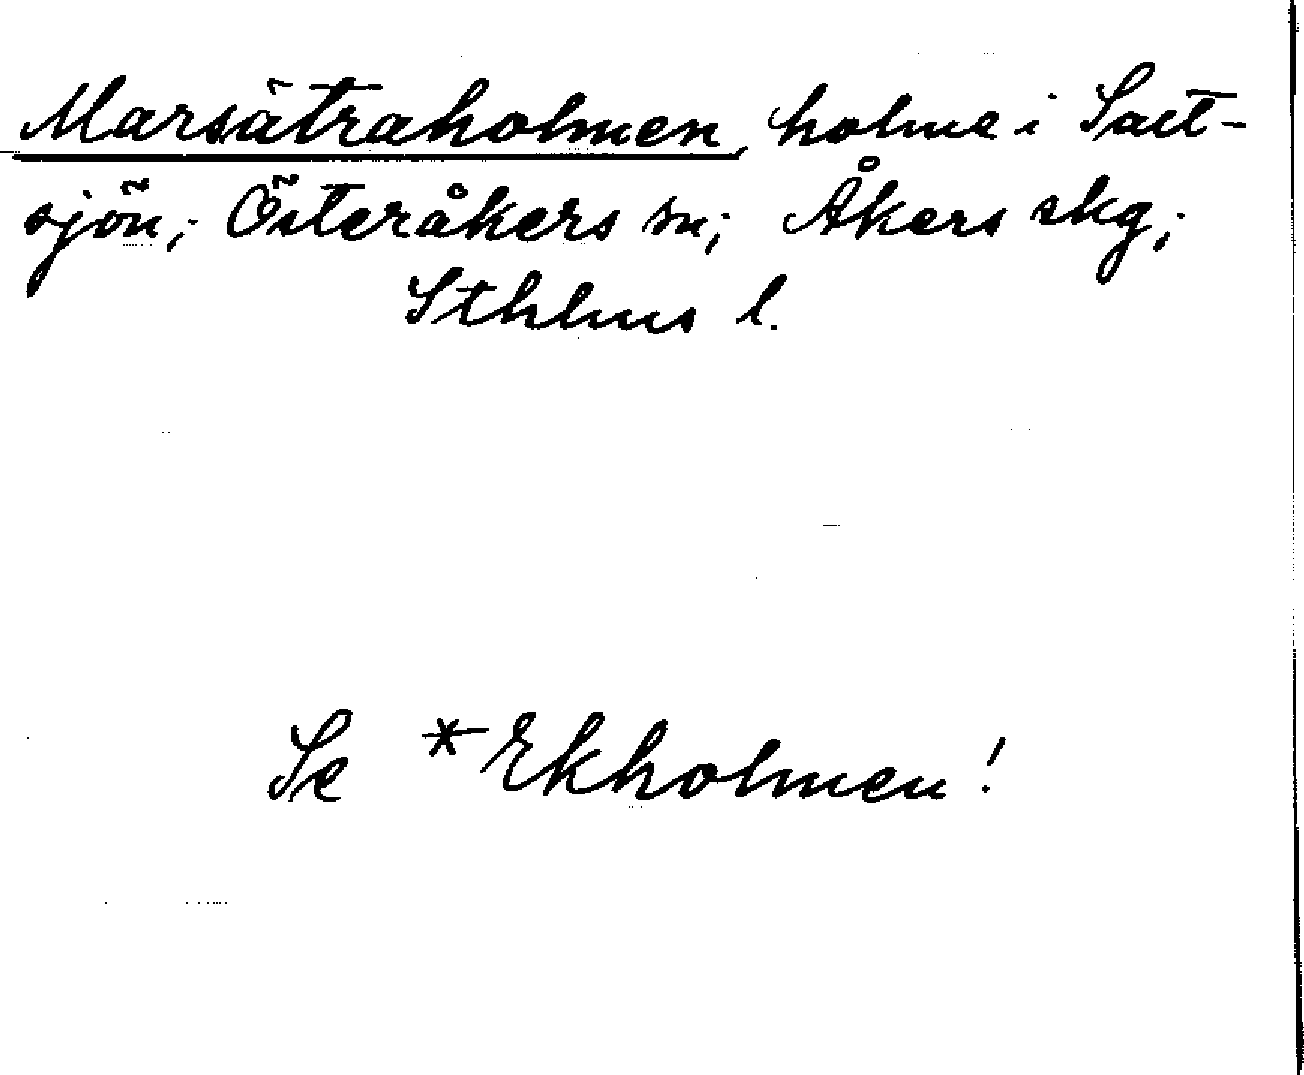 Marsätraholmen, holme i Salt-
sjön; Österåkers sn; Åkers skg;
Sthlms l.
Se *Ekholmen!